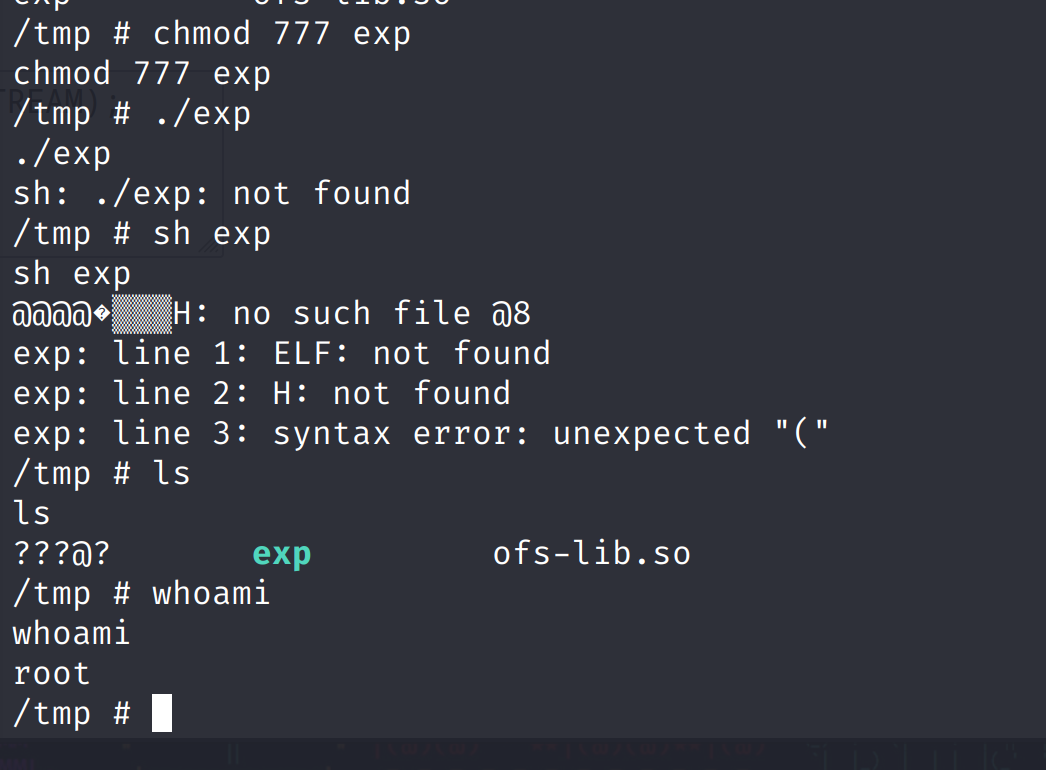 exp ofs-lib.so
/tmp # chmod 777 exp
chmod 777 exp
/tmp # ./exp
./exp
sh: ./exp: not found
/tmp # sh exp
sh exp
@@@@�▒▒▒H: no such file @8
exp: line 1: ELF: not found
exp: line 2: H: not found
exp: line 3: syntax error: unexpected "("
/tmp # ls
ls
???@? exp ofs-lib.so
/tmp # whoami
whoami
root
/tmp #